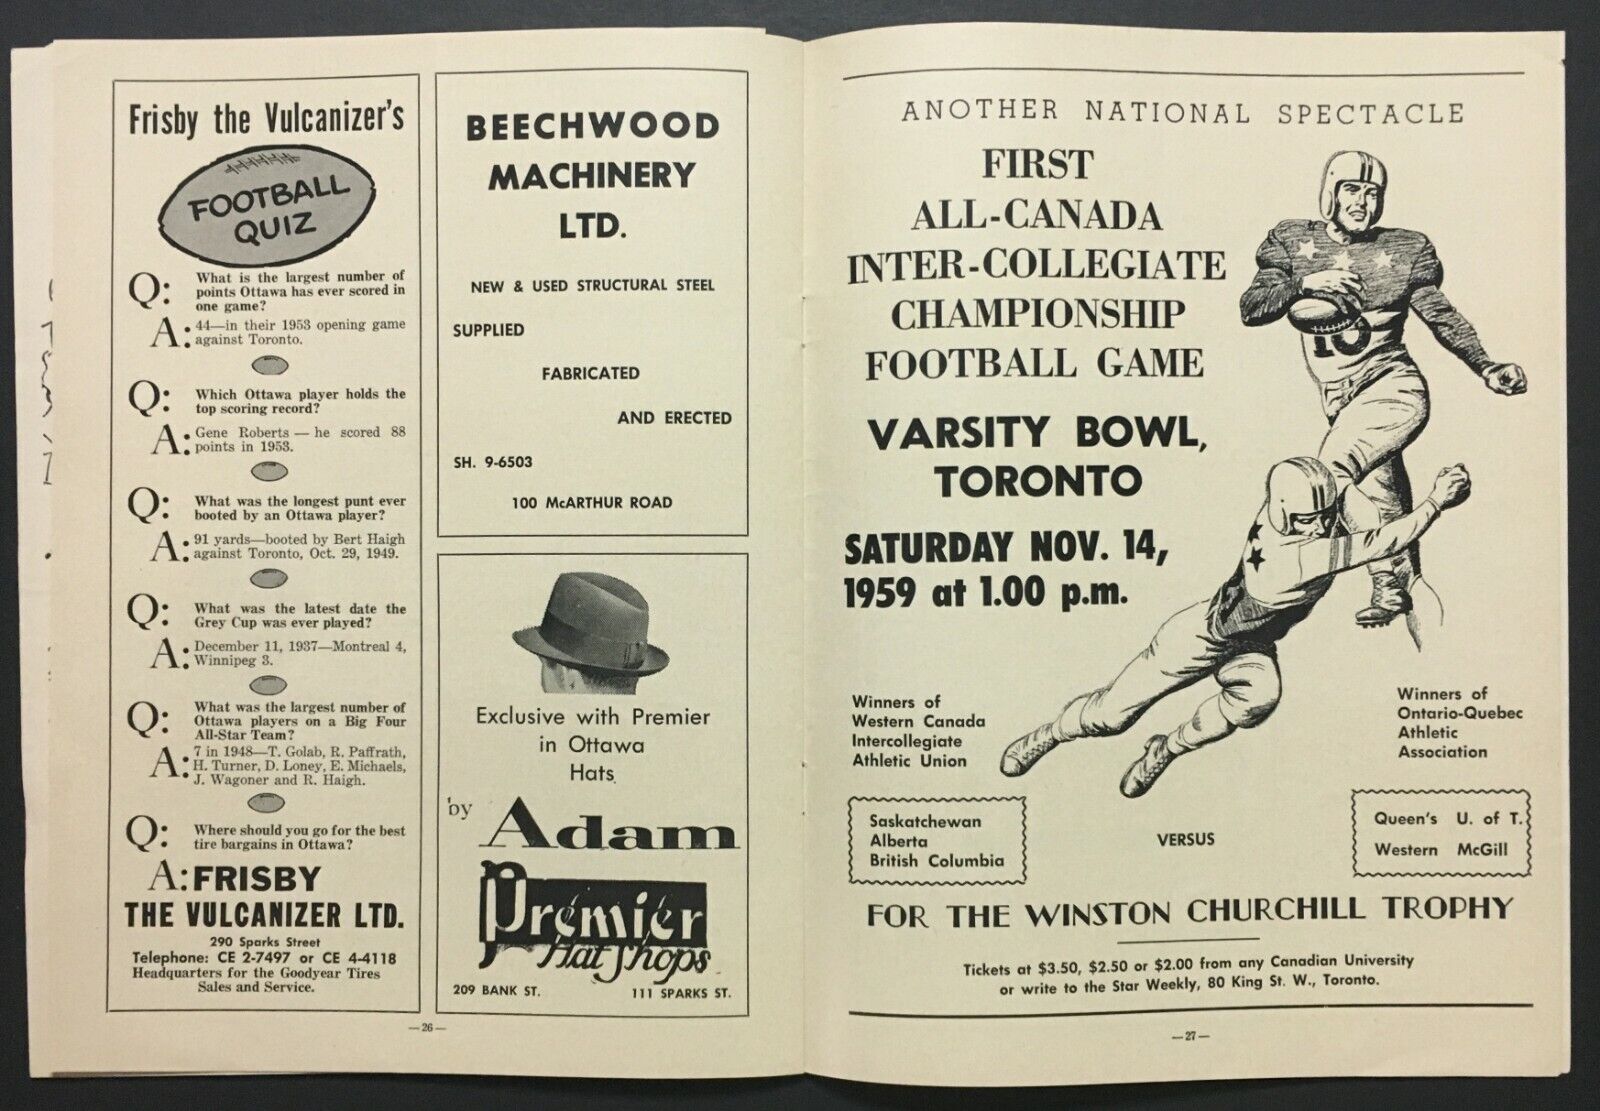 Frisby the Vulcanizer's
FOOTBALL
QUIZ
Q: What is the largest number of
points Ottawa has ever scored in
one game?
A: 44—in their 1953 opening game
against Toronto.
Q: Which Ottawa player holds the
top scoring record?
A: Gene Roberts — he scored 88
points in 1953.
Q: What was the longest punt ever
booted by an Ottawa player?
A: 91 yards—booted by Bert Haigh
against Toronto, Oct. 29, 1949.
Q: What was the latest date the
Grey Cup was ever played?
A: December 11, 1937—Montreal 4,
Winnipeg 3.
Q: What was the largest number of
Ottawa players on a Big Four
All-Star Team?
A: 7 in 1948—T. Golab, R. Paffrath,
H. Turner, D. Loney, E. Michaels,
J. Wagoner and R. Haigh.
Q: Where should you go for the best
tire bargains in Ottawa?
A: FRISBY
THE VULCANIZER LTD.
290 Sparks Street
Telephone: CE 2-7497 or CE 4-4118
Headquarters for the Goodyear Tires
Sales and Service.
BEECHWOOD
MACHINERY
LTD.
NEW & USED STRUCTURAL STEEL
SUPPLIED
FABRICATED
AND ERECTED
SH. 9-6503
100 McARTHUR ROAD
Exclusive with Premier
in Ottawa
Hats
by Adam
Premier
Hat Shops
209 BANK ST. 111 SPARKS ST.
—26—
ANOTHER NATIONAL SPECTACLE
FIRST
ALL-CANADA
INTER-COLLEGIATE
CHAMPIONSHIP
FOOTBALL GAME
VARSITY BOWL,
TORONTO
SATURDAY NOV. 14,
1959 at 1.00 p.m.
10
Winners of
Western Canada
Intercollegiate
Athletic Union
Saskatchewan
Alberta
British Columbia
VERSUS
Winners of
Ontario-Quebec
Athletic
Association
Queen's U. of T.
Western McGill
FOR THE WINSTON CHURCHILL TROPHY
Tickets at $3.50, $2.50 or $2.00 from any Canadian University
or write to the Star Weekly, 80 King St. W., Toronto.
—27—